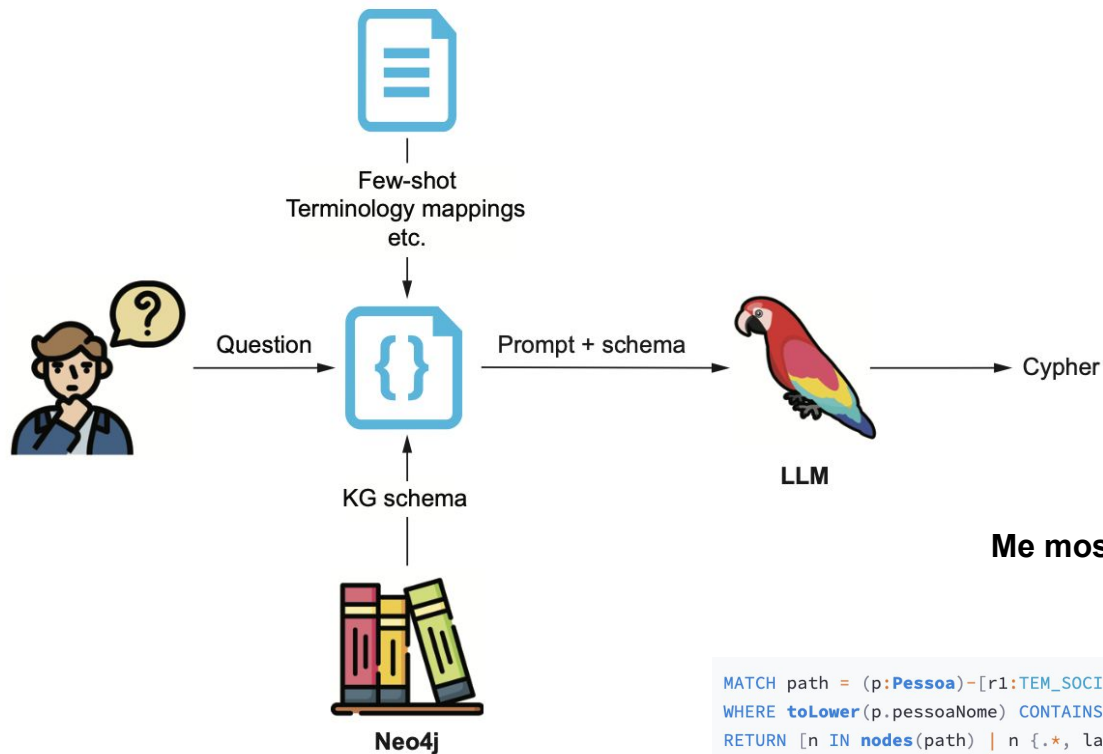 Few-shot
Terminology mappings
etc.
?
Question
{ }
Prompt + schema
Cypher
LLM
KG schema
Neo4j
Me mos
MATCH path = (p:Pessoa)-[r1:TEM_SOCI
WHERE toLower(p.pessoaNome) CONTAINS
RETURN [n IN nodes(path) | n {.*, la